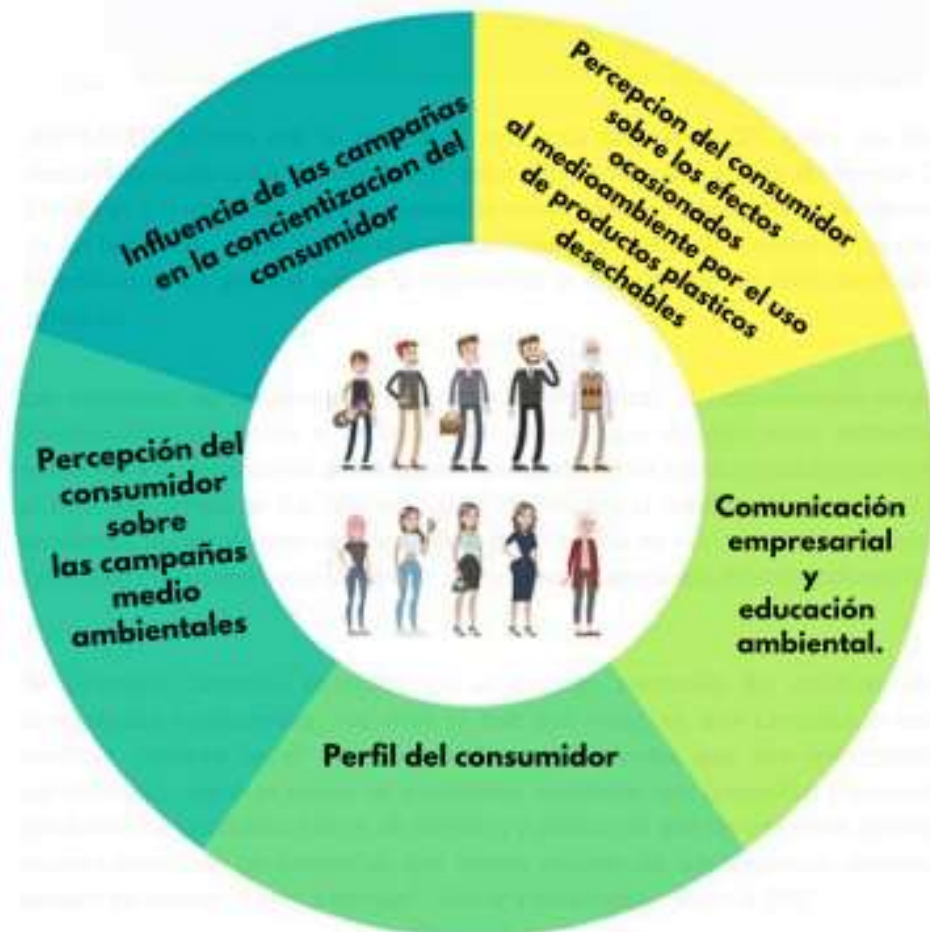 Influencia de las campañas
en la concientizacion del
consumidor
Percepcion del consumidor
sobre los efectos
ocasionados
al medioambiente por el uso
de productos plasticos
desechables
Percepción del
consumidor
sobre
las campañas
medio
ambientales
Comunicación
empresarial
y
educación
ambiental.
Perfil del consumidor